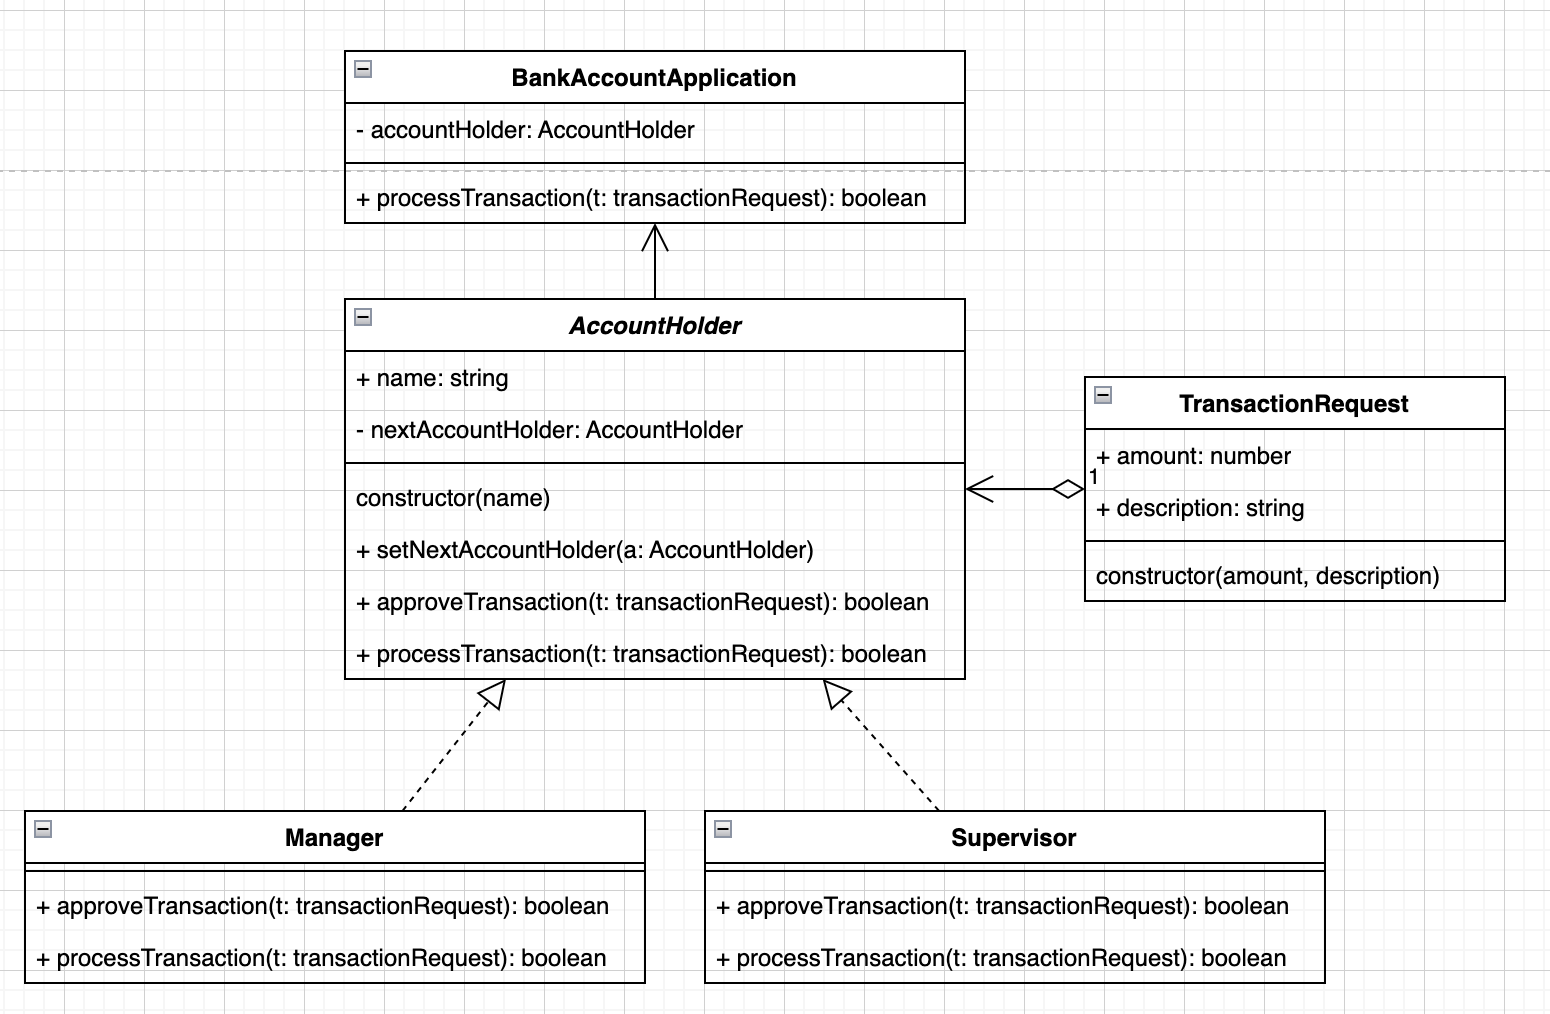 BankAccountApplication
- accountHolder: AccountHolder
+ processTransaction(t: transactionRequest): boolean
AccountHolder
+ name: string
- nextAccountHolder: AccountHolder
constructor(name)
+ setNextAccountHolder(a: AccountHolder)
+ approveTransaction(t: transactionRequest): boolean
+ processTransaction(t: transactionRequest): boolean
TransactionRequest
+ amount: number
1
+ description: string
constructor(amount, description)
Manager
+ approveTransaction(t: transactionRequest): boolean
+ processTransaction(t: transactionRequest): boolean
Supervisor
+ approveTransaction(t: transactionRequest): boolean
+ processTransaction(t: transactionRequest): boolean